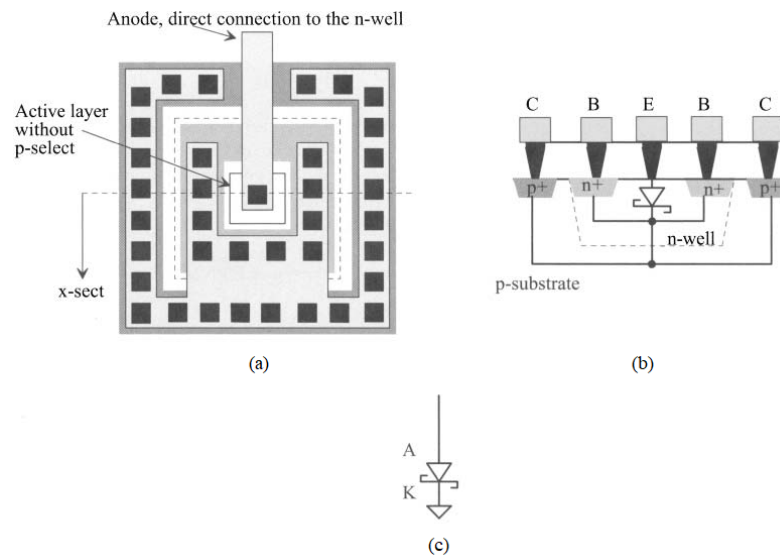 Anode, direct connection to the n-well
Active layer
without
p-select
x-sect
(a)
C B E B C
p+ n+ n+ p+
n-well
p-substrate
(b)
A
K
(c)